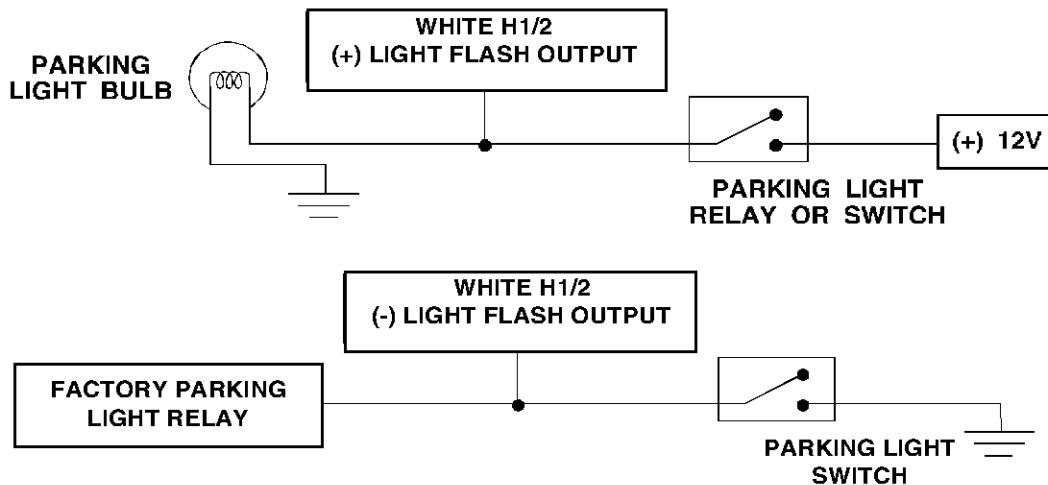 WHITE H1/2
(+) LIGHT FLASH OUTPUT
PARKING
LIGHT BULB
(+) 12V
PARKING LIGHT
RELAY OR SWITCH
WHITE H1/2
(-) LIGHT FLASH OUTPUT
FACTORY PARKING
LIGHT RELAY
PARKING LIGHT
SWITCH